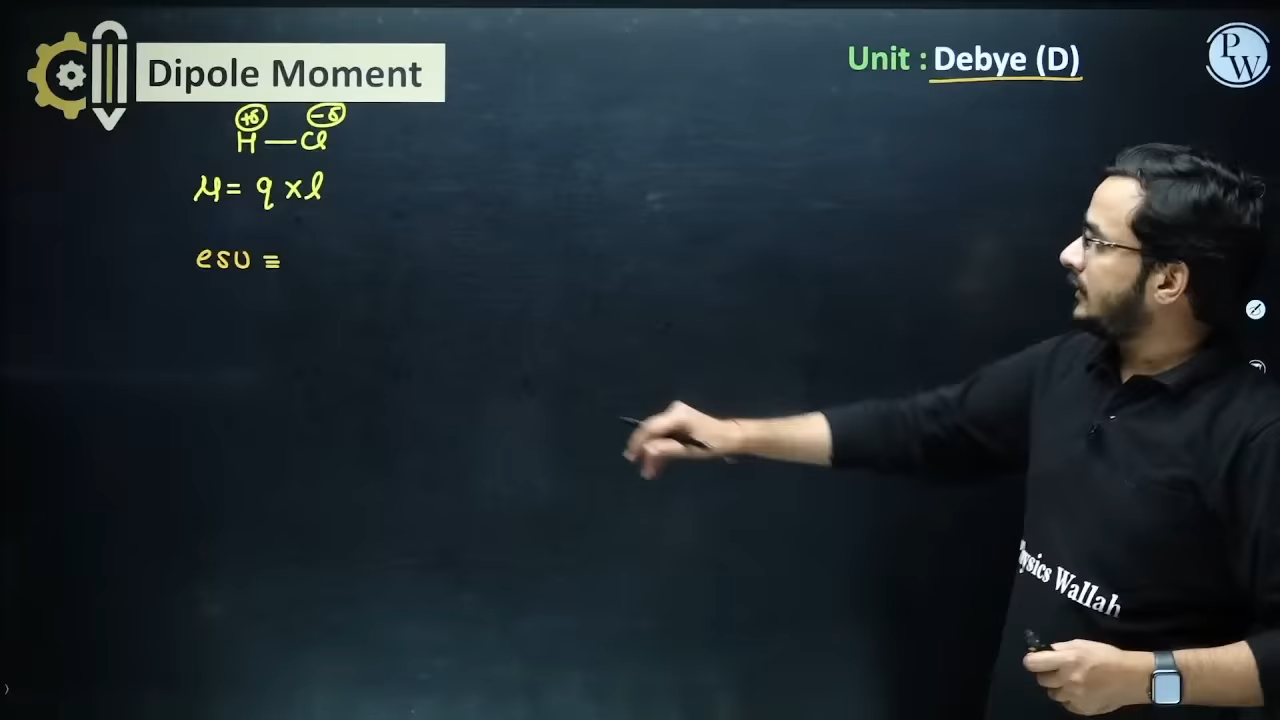 Dipole Moment
Unit : Debye (D)
PW
+δ −δ
H — Cl
μ = q × l
esu ≡
Physics Wallah